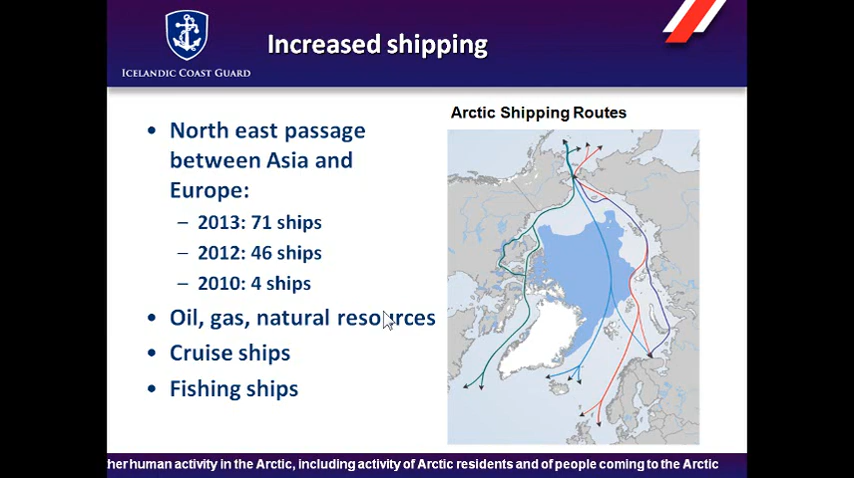 Increased shipping
ICELANDIC COAST GUARD
• North east passage
between Asia and
Europe:
– 2013: 71 ships
– 2012: 46 ships
– 2010: 4 ships
• Oil, gas, natural resources
• Cruise ships
• Fishing ships
Arctic Shipping Routes
her human activity in the Arctic, including activity of Arctic residents and of people coming to the Arctic